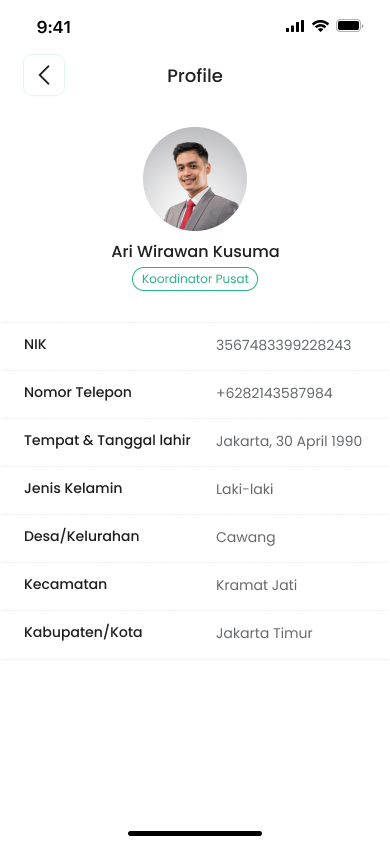 9:41
Profile
Ari Wirawan Kusuma
Koordinator Pusat
NIK 3567483399228243
Nomor Telepon +6282143587984
Tempat & Tanggal lahir Jakarta, 30 April 1990
Jenis Kelamin Laki-laki
Desa/Kelurahan Cawang
Kecamatan Kramat Jati
Kabupaten/Kota Jakarta Timur